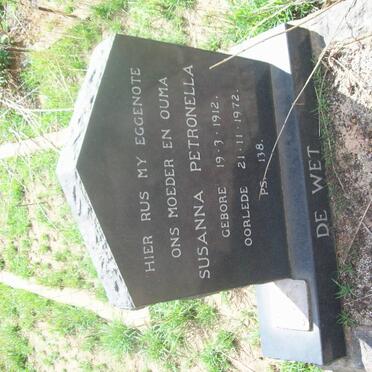 HIER RUS MY EGGENOTE
ONS MOEDER EN OUMA
SUSANNA PETRONELLA
GEBORE 19·3·1912.
OORLEDE 21·11·1972.
PS. 138.
DE WET